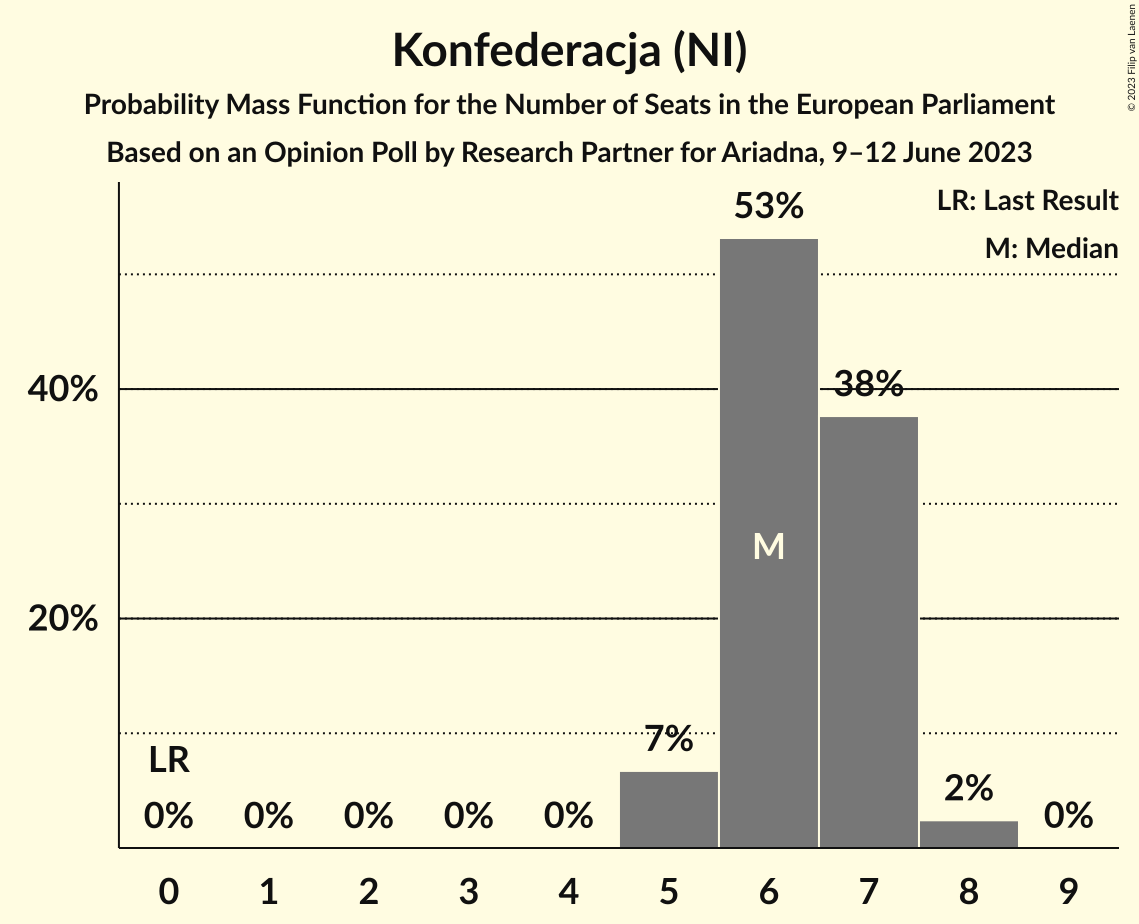 Konfederacja (NI)
Probability Mass Function for the Number of Seats in the European Parliament
Based on an Opinion Poll by Research Partner for Ariadna, 9–12 June 2023
© 2023 Filip van Laenen
LR: Last Result
M: Median
53%
40%
38%
M
20%
7%
LR
2%
0% 0% 0% 0% 0% 0%
0 1 2 3 4 5 6 7 8 9